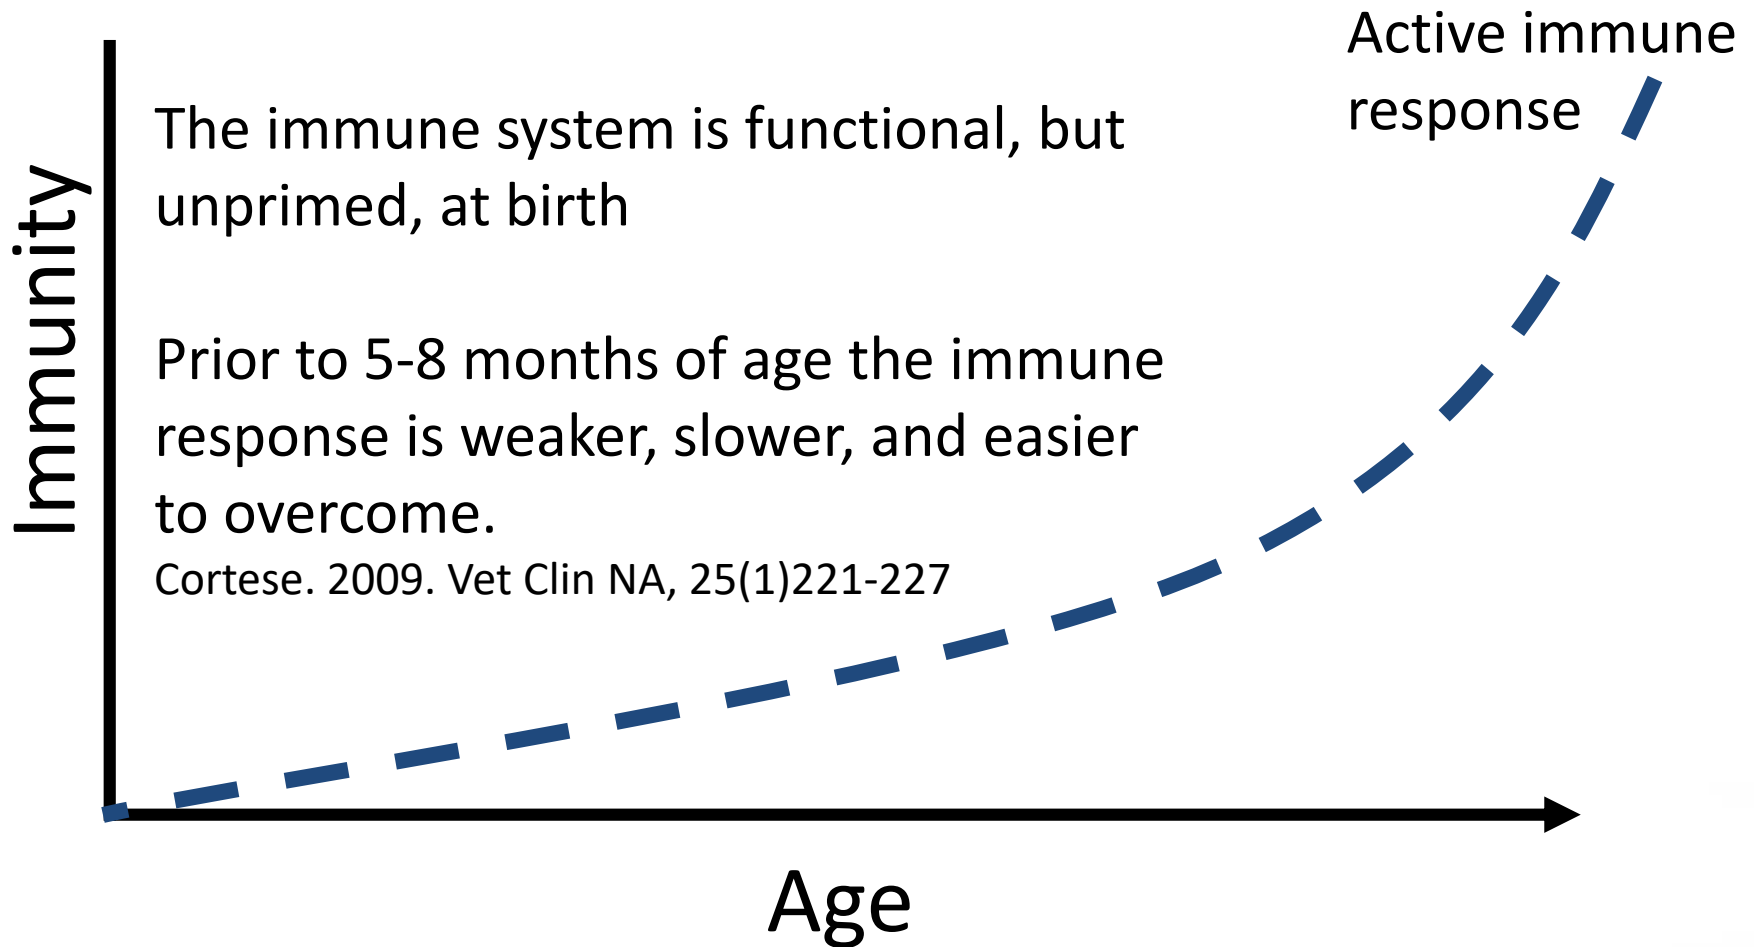 Active immune
response
The immune system is functional, but
unprimed, at birth
Prior to 5-8 months of age the immune
response is weaker, slower, and easier
to overcome.
Cortese. 2009. Vet Clin NA, 25(1)221-227
Immunity
Age